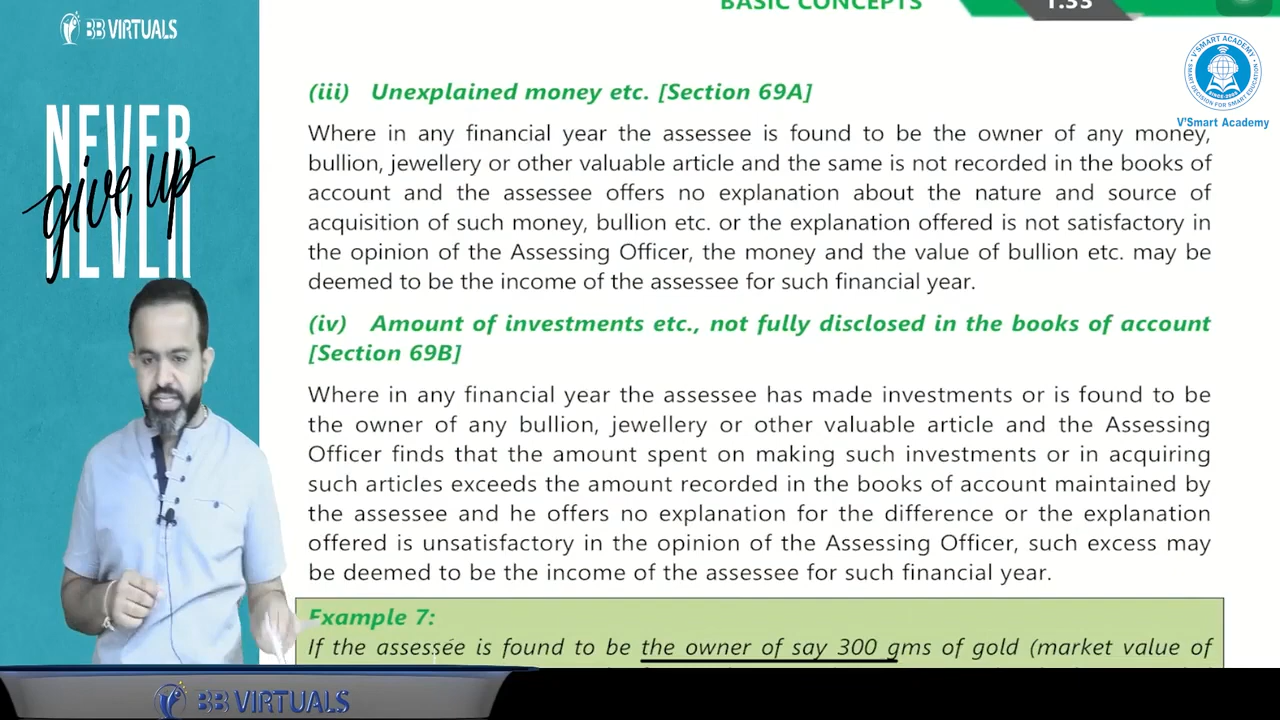 BB VIRTUALS
BASIC CONCEPTS
1.33
NEVER
give up
NEVER
V'SMART ACADEMY
SMART DECISION FOR SMART EDUCATION
V'Smart Academy
(iii) Unexplained money etc. [Section 69A]
Where in any financial year the assessee is found to be the owner of any money,
bullion, jewellery or other valuable article and the same is not recorded in the books of
account and the assessee offers no explanation about the nature and source of
acquisition of such money, bullion etc. or the explanation offered is not satisfactory in
the opinion of the Assessing Officer, the money and the value of bullion etc. may be
deemed to be the income of the assessee for such financial year.
(iv) Amount of investments etc., not fully disclosed in the books of account
[Section 69B]
Where in any financial year the assessee has made investments or is found to be
the owner of any bullion, jewellery or other valuable article and the Assessing
Officer finds that the amount spent on making such investments or in acquiring
such articles exceeds the amount recorded in the books of account maintained by
the assessee and he offers no explanation for the difference or the explanation
offered is unsatisfactory in the opinion of the Assessing Officer, such excess may
be deemed to be the income of the assessee for such financial year.
Example 7:
If the assessee is found to be the owner of say 300 gms of gold (market value of
BB VIRTUALS